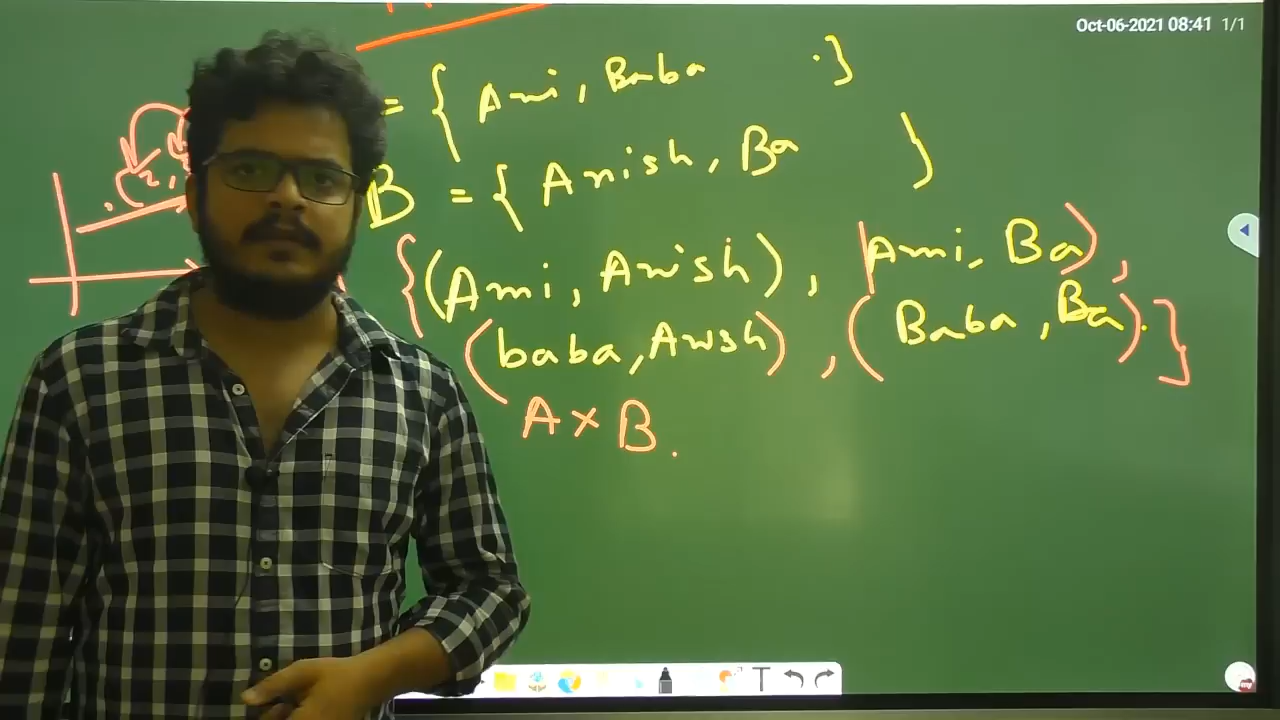 Oct-06-2021 08:41 1/1
= { Ami, Baba . }
B = { Anish, Ba }
{ (Ami, Anish), (Ami, Ba),
(baba, Anish), (Baba, Ba). }
A × B.
T